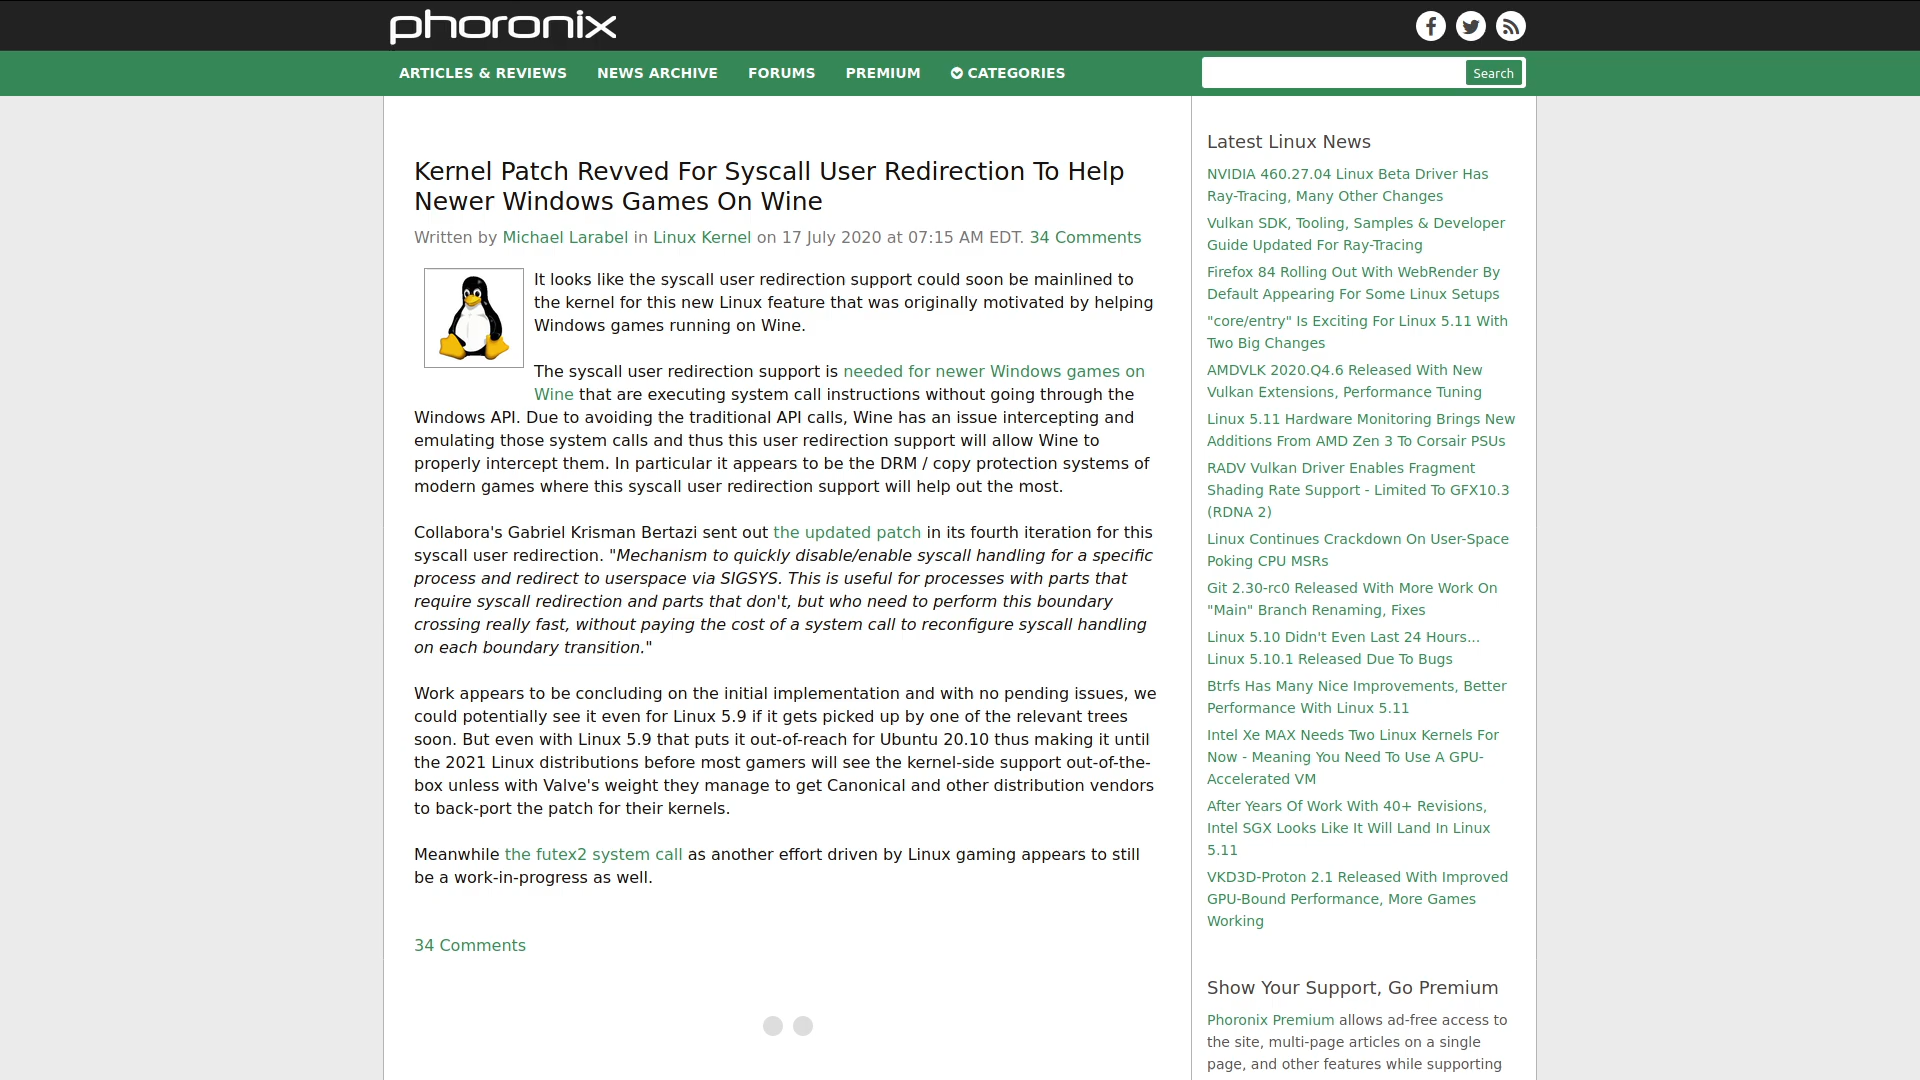 phoronix
ARTICLES & REVIEWS
NEWS ARCHIVE
FORUMS
PREMIUM
CATEGORIES
Search
Kernel Patch Revved For Syscall User Redirection To Help
Newer Windows Games On Wine
Written by Michael Larabel in Linux Kernel on 17 July 2020 at 07:15 AM EDT. 34 Comments
It looks like the syscall user redirection support could soon be mainlined to
the kernel for this new Linux feature that was originally motivated by helping
Windows games running on Wine.
The syscall user redirection support is needed for newer Windows games on
Wine that are executing system call instructions without going through the
Windows API. Due to avoiding the traditional API calls, Wine has an issue intercepting and
emulating those system calls and thus this user redirection support will allow Wine to
properly intercept them. In particular it appears to be the DRM / copy protection systems of
modern games where this syscall user redirection support will help out the most.
Collabora's Gabriel Krisman Bertazi sent out the updated patch in its fourth iteration for this
syscall user redirection. "Mechanism to quickly disable/enable syscall handling for a specific
process and redirect to userspace via SIGSYS. This is useful for processes with parts that
require syscall redirection and parts that don't, but who need to perform this boundary
crossing really fast, without paying the cost of a system call to reconfigure syscall handling
on each boundary transition."
Work appears to be concluding on the initial implementation and with no pending issues, we
could potentially see it even for Linux 5.9 if it gets picked up by one of the relevant trees
soon. But even with Linux 5.9 that puts it out-of-reach for Ubuntu 20.10 thus making it until
the 2021 Linux distributions before most gamers will see the kernel-side support out-of-the-
box unless with Valve's weight they manage to get Canonical and other distribution vendors
to back-port the patch for their kernels.
Meanwhile the futex2 system call as another effort driven by Linux gaming appears to still
be a work-in-progress as well.
34 Comments
Latest Linux News
NVIDIA 460.27.04 Linux Beta Driver Has
Ray-Tracing, Many Other Changes
Vulkan SDK, Tooling, Samples & Developer
Guide Updated For Ray-Tracing
Firefox 84 Rolling Out With WebRender By
Default Appearing For Some Linux Setups
"core/entry" Is Exciting For Linux 5.11 With
Two Big Changes
AMDVLK 2020.Q4.6 Released With New
Vulkan Extensions, Performance Tuning
Linux 5.11 Hardware Monitoring Brings New
Additions From AMD Zen 3 To Corsair PSUs
RADV Vulkan Driver Enables Fragment
Shading Rate Support - Limited To GFX10.3
(RDNA 2)
Linux Continues Crackdown On User-Space
Poking CPU MSRs
Git 2.30-rc0 Released With More Work On
"Main" Branch Renaming, Fixes
Linux 5.10 Didn't Even Last 24 Hours...
Linux 5.10.1 Released Due To Bugs
Btrfs Has Many Nice Improvements, Better
Performance With Linux 5.11
Intel Xe MAX Needs Two Linux Kernels For
Now - Meaning You Need To Use A GPU-
Accelerated VM
After Years Of Work With 40+ Revisions,
Intel SGX Looks Like It Will Land In Linux
5.11
VKD3D-Proton 2.1 Released With Improved
GPU-Bound Performance, More Games
Working
Show Your Support, Go Premium
Phoronix Premium allows ad-free access to
the site, multi-page articles on a single
page, and other features while supporting